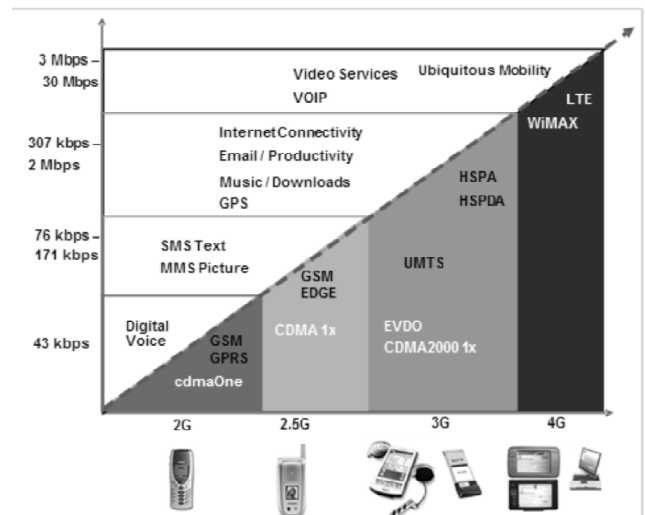 3 Mbps –
30 Mbps
Video Services
VOIP
Ubiquitous Mobility
LTE
WiMAX
307 kbps –
2 Mbps
Internet Connectivity
Email / Productivity
Music / Downloads
GPS
HSPA
HSPDA
76 kbps –
171 kbps
SMS Text
MMS Picture
GSM
EDGE
UMTS
43 kbps
Digital
Voice
GSM
GPRS
cdmaOne
CDMA 1x
EVDO
CDMA2000 1x
2G
2.5G
3G
4G